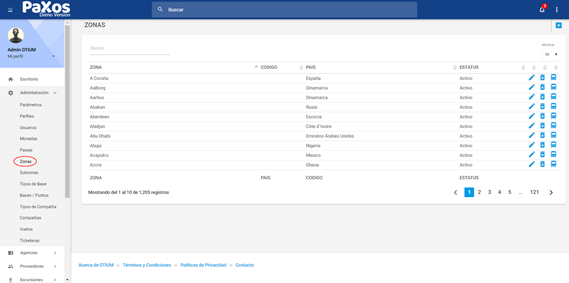 PaXos
Demo Version
Buscar
1
Admin OTIUM
Mi perfil
Escritorio
Administración
Parámetros
Perfiles
Usuarios
Monedas
Países
Zonas
Subzonas
Tipos de Base
Bases / Puntos
Tipos de Compañía
Compañías
Vuelos
Ticketeras
Agencias
Proveedores
Excursiones
ZONAS
Buscar
Mostrar
10
ZONA CODIGO PAIS ESTATUS
A Coruña España Activo
Aalborg Dinamarca Activo
Aarhus Dinamarca Activo
Abakan Rusia Activo
Aberdeen Escocia Activo
Abidjan Côte d'Ivoire Activo
Abu Dhabi Emiratos Árabes Unidos Activo
Abuja Nigeria Activo
Acapulco Mexico Activo
Accra Ghana Activo
ZONA PAIS CODIGO ESTATUS
Mostrando del 1 al 10 de 1,205 registros
1 2 3 4 5 ... 121
Acerca de OTIUM Términos y Condiciones Políticas de Privacidad Contacto